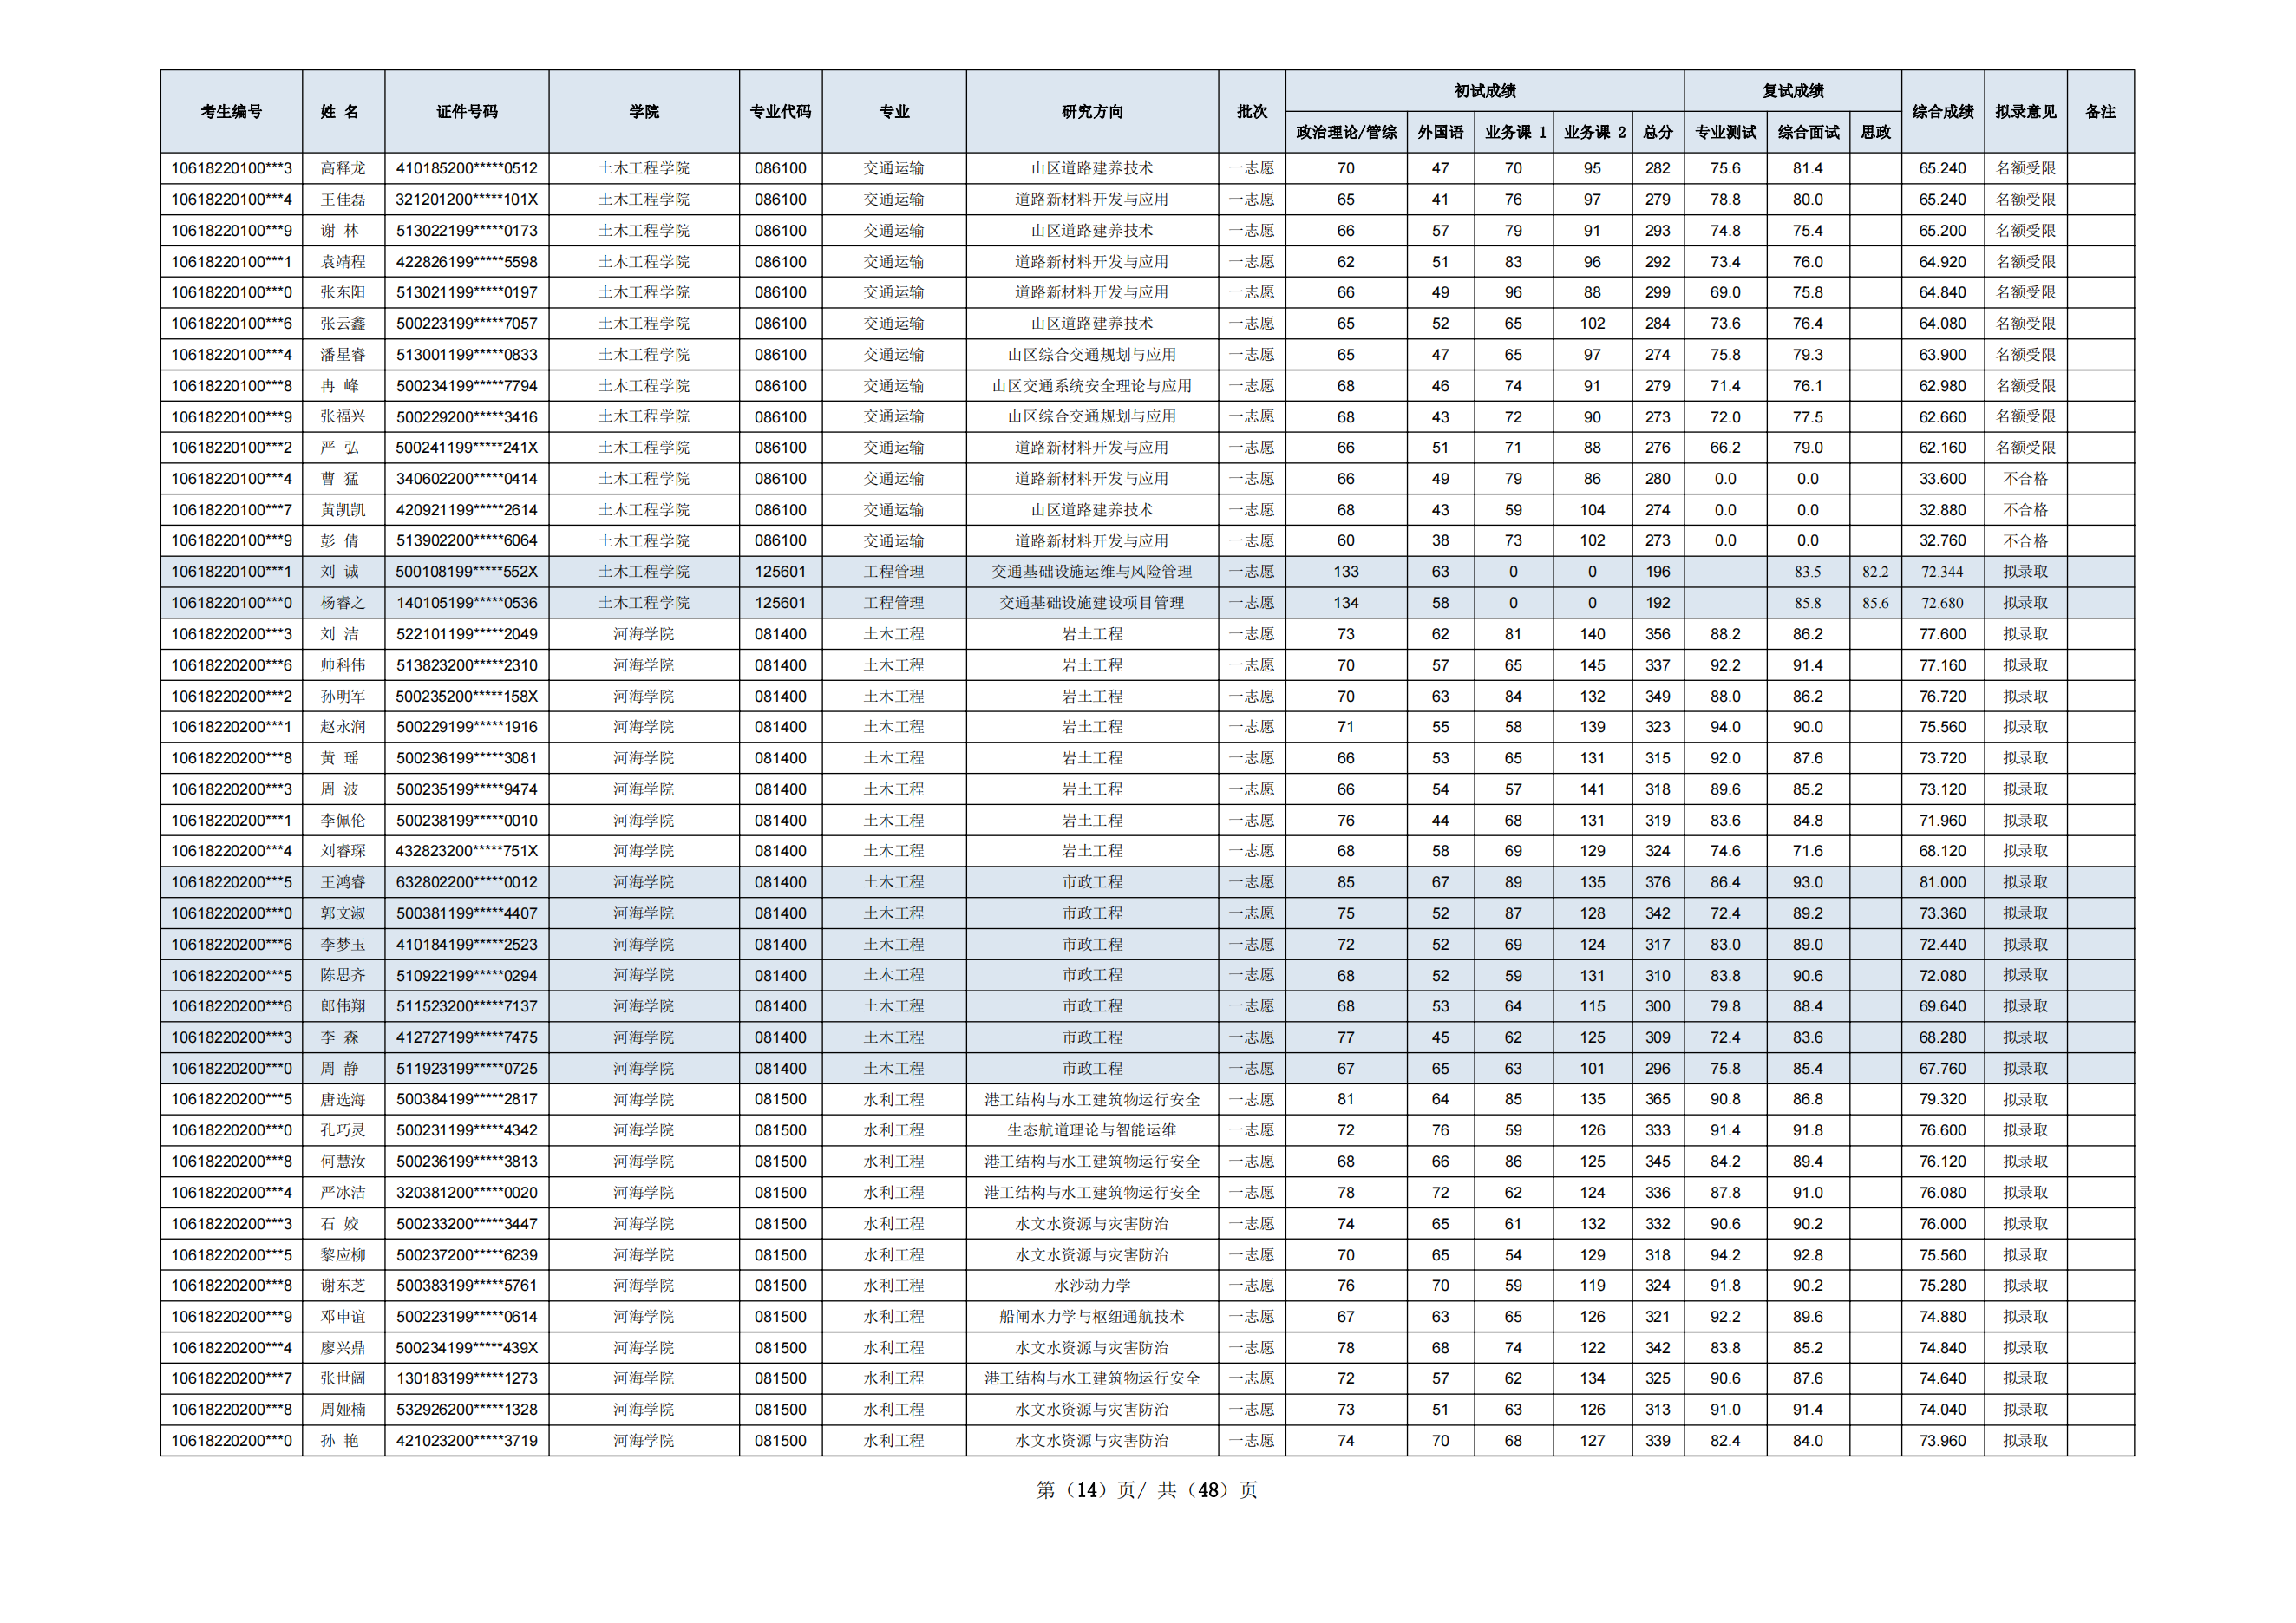 考生编号 姓 名 证件号码 学院 专业代码 专业 研究方向 批次 初试成绩 复试成绩 综合成绩 拟录意见 备注
政治理论/管综 外国语 业务课 1 业务课 2 总分 专业测试 综合面试 思政
10618220100***3 高释龙 410185200*****0512 土木工程学院 086100 交通运输 山区道路建养技术 一志愿 70 47 70 95 282 75.6 81.4 65.240 名额受限
10618220100***4 王佳磊 321201200*****101X 土木工程学院 086100 交通运输 道路新材料开发与应用 一志愿 65 41 76 97 279 78.8 80.0 65.240 名额受限
10618220100***9 谢 林 513022199*****0173 土木工程学院 086100 交通运输 山区道路建养技术 一志愿 66 57 79 91 293 74.8 75.4 65.200 名额受限
10618220100***1 袁靖程 422826199*****5598 土木工程学院 086100 交通运输 道路新材料开发与应用 一志愿 62 51 83 96 292 73.4 76.0 64.920 名额受限
10618220100***0 张东阳 513021199*****0197 土木工程学院 086100 交通运输 道路新材料开发与应用 一志愿 66 49 96 88 299 69.0 75.8 64.840 名额受限
10618220100***6 张云鑫 500223199*****7057 土木工程学院 086100 交通运输 山区道路建养技术 一志愿 65 52 65 102 284 73.6 76.4 64.080 名额受限
10618220100***4 潘星睿 513001199*****0833 土木工程学院 086100 交通运输 山区综合交通规划与应用 一志愿 65 47 65 97 274 75.8 79.3 63.900 名额受限
10618220100***8 冉 峰 500234199*****7794 土木工程学院 086100 交通运输 山区交通系统安全理论与应用 一志愿 68 46 74 91 279 71.4 76.1 62.980 名额受限
10618220100***9 张福兴 500229200*****3416 土木工程学院 086100 交通运输 山区综合交通规划与应用 一志愿 68 43 72 90 273 72.0 77.5 62.660 名额受限
10618220100***2 严 弘 500241199*****241X 土木工程学院 086100 交通运输 道路新材料开发与应用 一志愿 66 51 71 88 276 66.2 79.0 62.160 名额受限
10618220100***4 曹 猛 340602200*****0414 土木工程学院 086100 交通运输 道路新材料开发与应用 一志愿 66 49 79 86 280 0.0 0.0 33.600 不合格
10618220100***7 黄凯凯 420921199*****2614 土木工程学院 086100 交通运输 山区道路建养技术 一志愿 68 43 59 104 274 0.0 0.0 32.880 不合格
10618220100***9 彭 倩 513902200*****6064 土木工程学院 086100 交通运输 道路新材料开发与应用 一志愿 60 38 73 102 273 0.0 0.0 32.760 不合格
10618220100***1 刘 诚 500108199*****552X 土木工程学院 125601 工程管理 交通基础设施运维与风险管理 一志愿 133 63 0 0 196 83.5 82.2 72.344 拟录取
10618220100***0 杨睿之 140105199*****0536 土木工程学院 125601 工程管理 交通基础设施建设项目管理 一志愿 134 58 0 0 192 85.8 85.6 72.680 拟录取
10618220200***3 刘 洁 522101199*****2049 河海学院 081400 土木工程 岩土工程 一志愿 73 62 81 140 356 88.2 86.2 77.600 拟录取
10618220200***6 帅科伟 513823200*****2310 河海学院 081400 土木工程 岩土工程 一志愿 70 57 65 145 337 92.2 91.4 77.160 拟录取
10618220200***2 孙明军 500235200*****158X 河海学院 081400 土木工程 岩土工程 一志愿 70 63 84 132 349 88.0 86.2 76.720 拟录取
10618220200***1 赵永润 500229199*****1916 河海学院 081400 土木工程 岩土工程 一志愿 71 55 58 139 323 94.0 90.0 75.560 拟录取
10618220200***8 黄 瑶 500236199*****3081 河海学院 081400 土木工程 岩土工程 一志愿 66 53 65 131 315 92.0 87.6 73.720 拟录取
10618220200***3 周 波 500235199*****9474 河海学院 081400 土木工程 岩土工程 一志愿 66 54 57 141 318 89.6 85.2 73.120 拟录取
10618220200***1 李佩伦 500238199*****0010 河海学院 081400 土木工程 岩土工程 一志愿 76 44 68 131 319 83.6 84.8 71.960 拟录取
10618220200***4 刘睿琛 432823200*****751X 河海学院 081400 土木工程 岩土工程 一志愿 68 58 69 129 324 74.6 71.6 68.120 拟录取
10618220200***5 王鸿睿 632802200*****0012 河海学院 081400 土木工程 市政工程 一志愿 85 67 89 135 376 86.4 93.0 81.000 拟录取
10618220200***0 郭文淑 500381199*****4407 河海学院 081400 土木工程 市政工程 一志愿 75 52 87 128 342 72.4 89.2 73.360 拟录取
10618220200***6 李梦玉 410184199*****2523 河海学院 081400 土木工程 市政工程 一志愿 72 52 69 124 317 83.0 89.0 72.440 拟录取
10618220200***5 陈思齐 510922199*****0294 河海学院 081400 土木工程 市政工程 一志愿 68 52 59 131 310 83.8 90.6 72.080 拟录取
10618220200***6 郎伟翔 511523200*****7137 河海学院 081400 土木工程 市政工程 一志愿 68 53 64 115 300 79.8 88.4 69.640 拟录取
10618220200***3 李 森 412727199*****7475 河海学院 081400 土木工程 市政工程 一志愿 77 45 62 125 309 72.4 83.6 68.280 拟录取
10618220200***0 周 静 511923199*****0725 河海学院 081400 土木工程 市政工程 一志愿 67 65 63 101 296 75.8 85.4 67.760 拟录取
10618220200***5 唐选海 500384199*****2817 河海学院 081500 水利工程 港工结构与水工建筑物运行安全 一志愿 81 64 85 135 365 90.8 86.8 79.320 拟录取
10618220200***0 孔巧灵 500231199*****4342 河海学院 081500 水利工程 生态航道理论与智能运维 一志愿 72 76 59 126 333 91.4 91.8 76.600 拟录取
10618220200***8 何慧汝 500236199*****3813 河海学院 081500 水利工程 港工结构与水工建筑物运行安全 一志愿 68 66 86 125 345 84.2 89.4 76.120 拟录取
10618220200***4 严冰洁 320381200*****0020 河海学院 081500 水利工程 港工结构与水工建筑物运行安全 一志愿 78 72 62 124 336 87.8 91.0 76.080 拟录取
10618220200***3 石 姣 500233200*****3447 河海学院 081500 水利工程 水文水资源与灾害防治 一志愿 74 65 61 132 332 90.6 90.2 76.000 拟录取
10618220200***5 黎应柳 500237200*****6239 河海学院 081500 水利工程 水文水资源与灾害防治 一志愿 70 65 54 129 318 94.2 92.8 75.560 拟录取
10618220200***8 谢东芝 500383199*****5761 河海学院 081500 水利工程 水沙动力学 一志愿 76 70 59 119 324 91.8 90.2 75.280 拟录取
10618220200***9 邓申谊 500223199*****0614 河海学院 081500 水利工程 船闸水力学与枢纽通航技术 一志愿 67 63 65 126 321 92.2 89.6 74.880 拟录取
10618220200***4 廖兴鼎 500234199*****439X 河海学院 081500 水利工程 水文水资源与灾害防治 一志愿 78 68 74 122 342 83.8 85.2 74.840 拟录取
10618220200***7 张世阔 130183199*****1273 河海学院 081500 水利工程 港工结构与水工建筑物运行安全 一志愿 72 57 62 134 325 90.6 87.6 74.640 拟录取
10618220200***8 周娅楠 532926200*****1328 河海学院 081500 水利工程 水文水资源与灾害防治 一志愿 73 51 63 126 313 91.0 91.4 74.040 拟录取
10618220200***0 孙 艳 421023200*****3719 河海学院 081500 水利工程 水文水资源与灾害防治 一志愿 74 70 68 127 339 82.4 84.0 73.960 拟录取
第（14）页/ 共（48）页